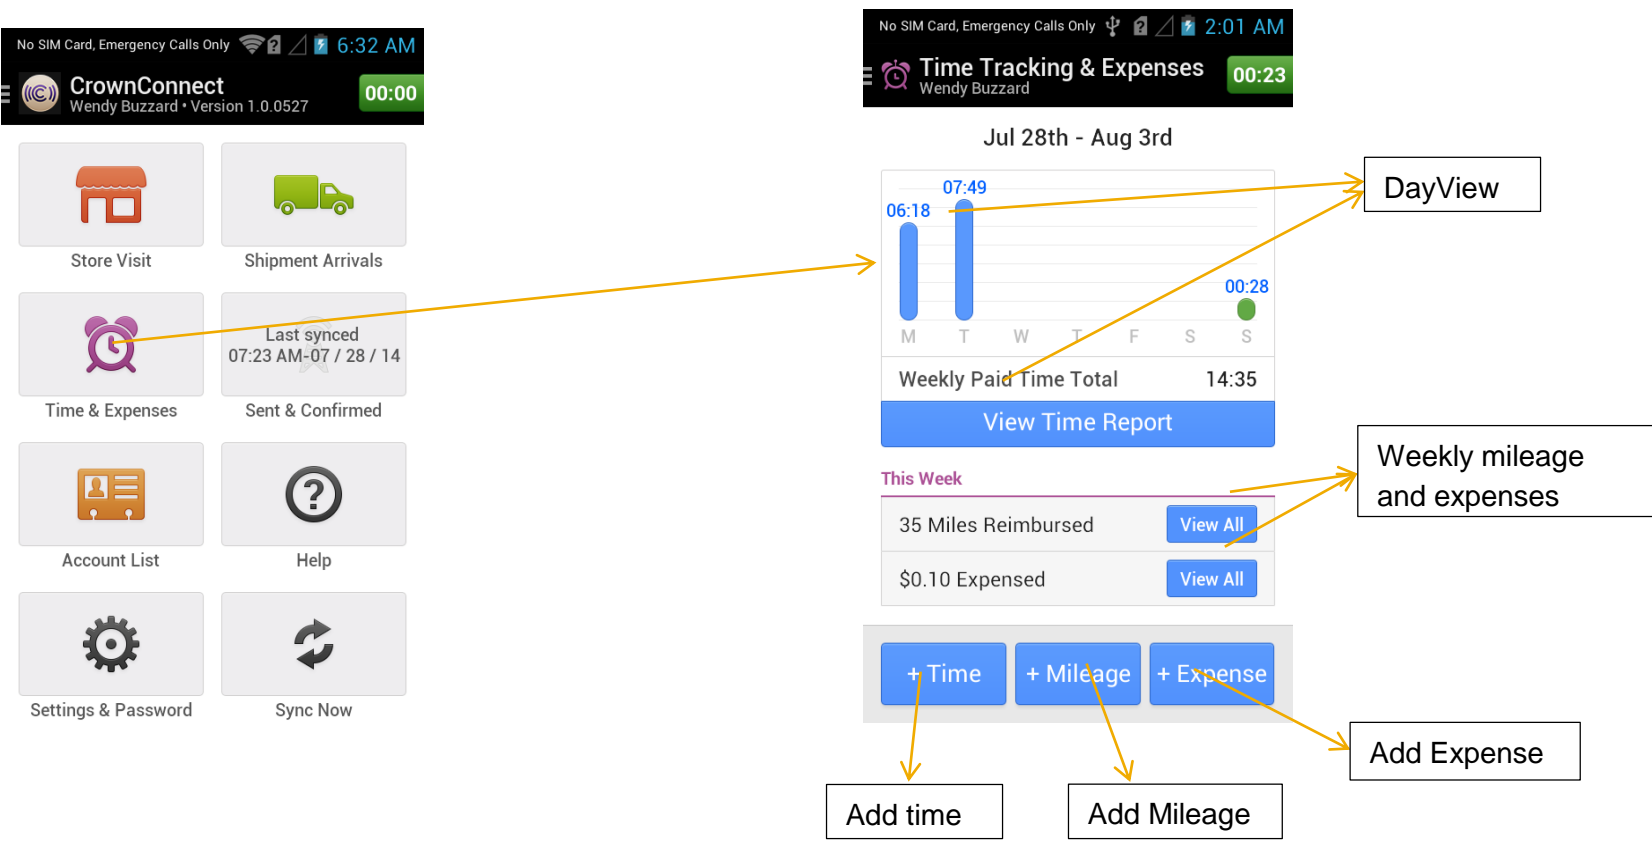 No SIM Card, Emergency Calls Only 6:32 AM
CrownConnect
Wendy Buzzard • Version 1.0.0527
00:00
Store Visit
Shipment Arrivals
Last synced
07:23 AM-07 / 28 / 14
Time & Expenses
Sent & Confirmed
Account List
Help
Settings & Password
Sync Now
No SIM Card, Emergency Calls Only 2:01 AM
Time Tracking & Expenses
Wendy Buzzard
00:23
Jul 28th - Aug 3rd
07:49
06:18
00:28
M T W T F S S
Weekly Paid Time Total 14:35
View Time Report
This Week
35 Miles Reimbursed View All
$0.10 Expensed View All
+ Time + Mileage + Expense
DayView
Weekly mileage
and expenses
Add Expense
Add time
Add Mileage